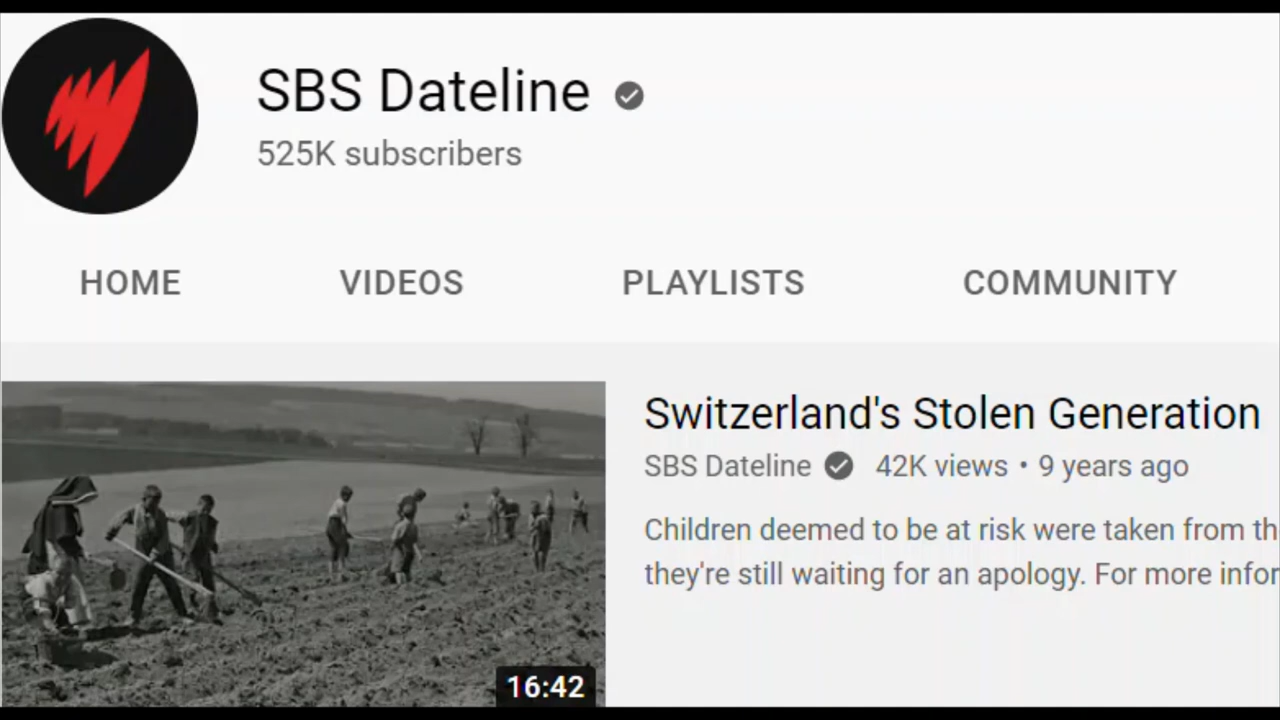 SBS Dateline
525K subscribers
HOME VIDEOS PLAYLISTS COMMUNITY
Switzerland's Stolen Generation
SBS Dateline 42K views • 9 years ago
Children deemed to be at risk were taken from th
they're still waiting for an apology. For more infor
16:42